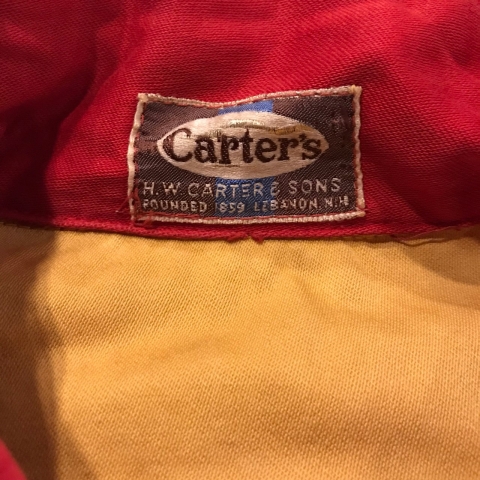 Carter's
H.W. CARTER & SONS
FOUNDED 1859 LEBANON, N.H.